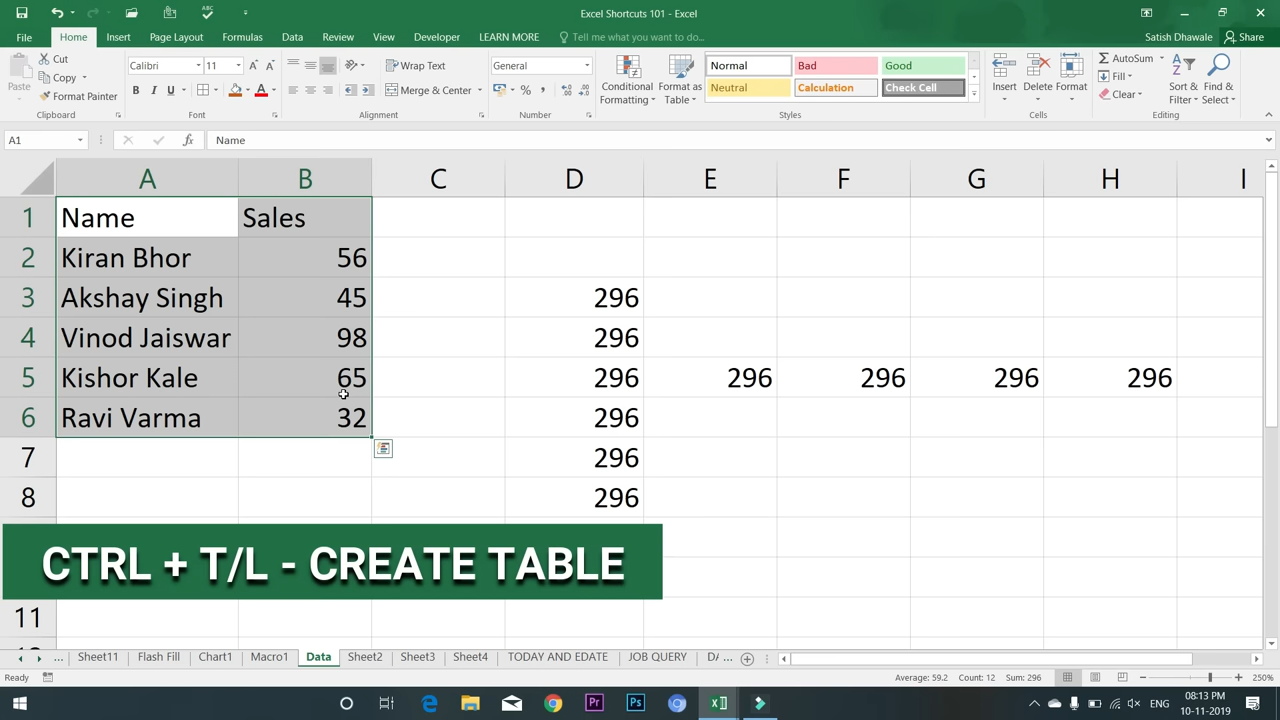 Excel Shortcuts 101 - Excel
File Home Insert Page Layout Formulas Data Review View Developer LEARN MORE Tell me what you want to do... Satish Dhawale Share
Paste
Cut
Copy
Format Painter
Clipboard
Calibri 11
B I U
Font
Wrap Text
Merge & Center
Alignment
General
Number
Conditional Formatting
Format as Table
Normal Bad Good
Neutral Calculation Check Cell
Styles
Insert Delete Format
Cells
AutoSum
Fill
Clear
Sort & Filter
Find & Select
Editing
A1 fx Name
A B C D E F G H I
1 Name Sales
2 Kiran Bhor 56
3 Akshay Singh 45 296
4 Vinod Jaiswar 98 296
5 Kishor Kale 65 296 296 296 296 296
6 Ravi Varma 32 296
7 296
8 296
CTRL + T/L - CREATE TABLE
11
... Sheet11 Flash Fill Chart1 Macro1 Data Sheet2 Sheet3 Sheet4 TODAY AND EDATE JOB QUERY DA ...
Ready Average: 59.2 Count: 12 Sum: 296 250%
ENG 08:13 PM
10-11-2019